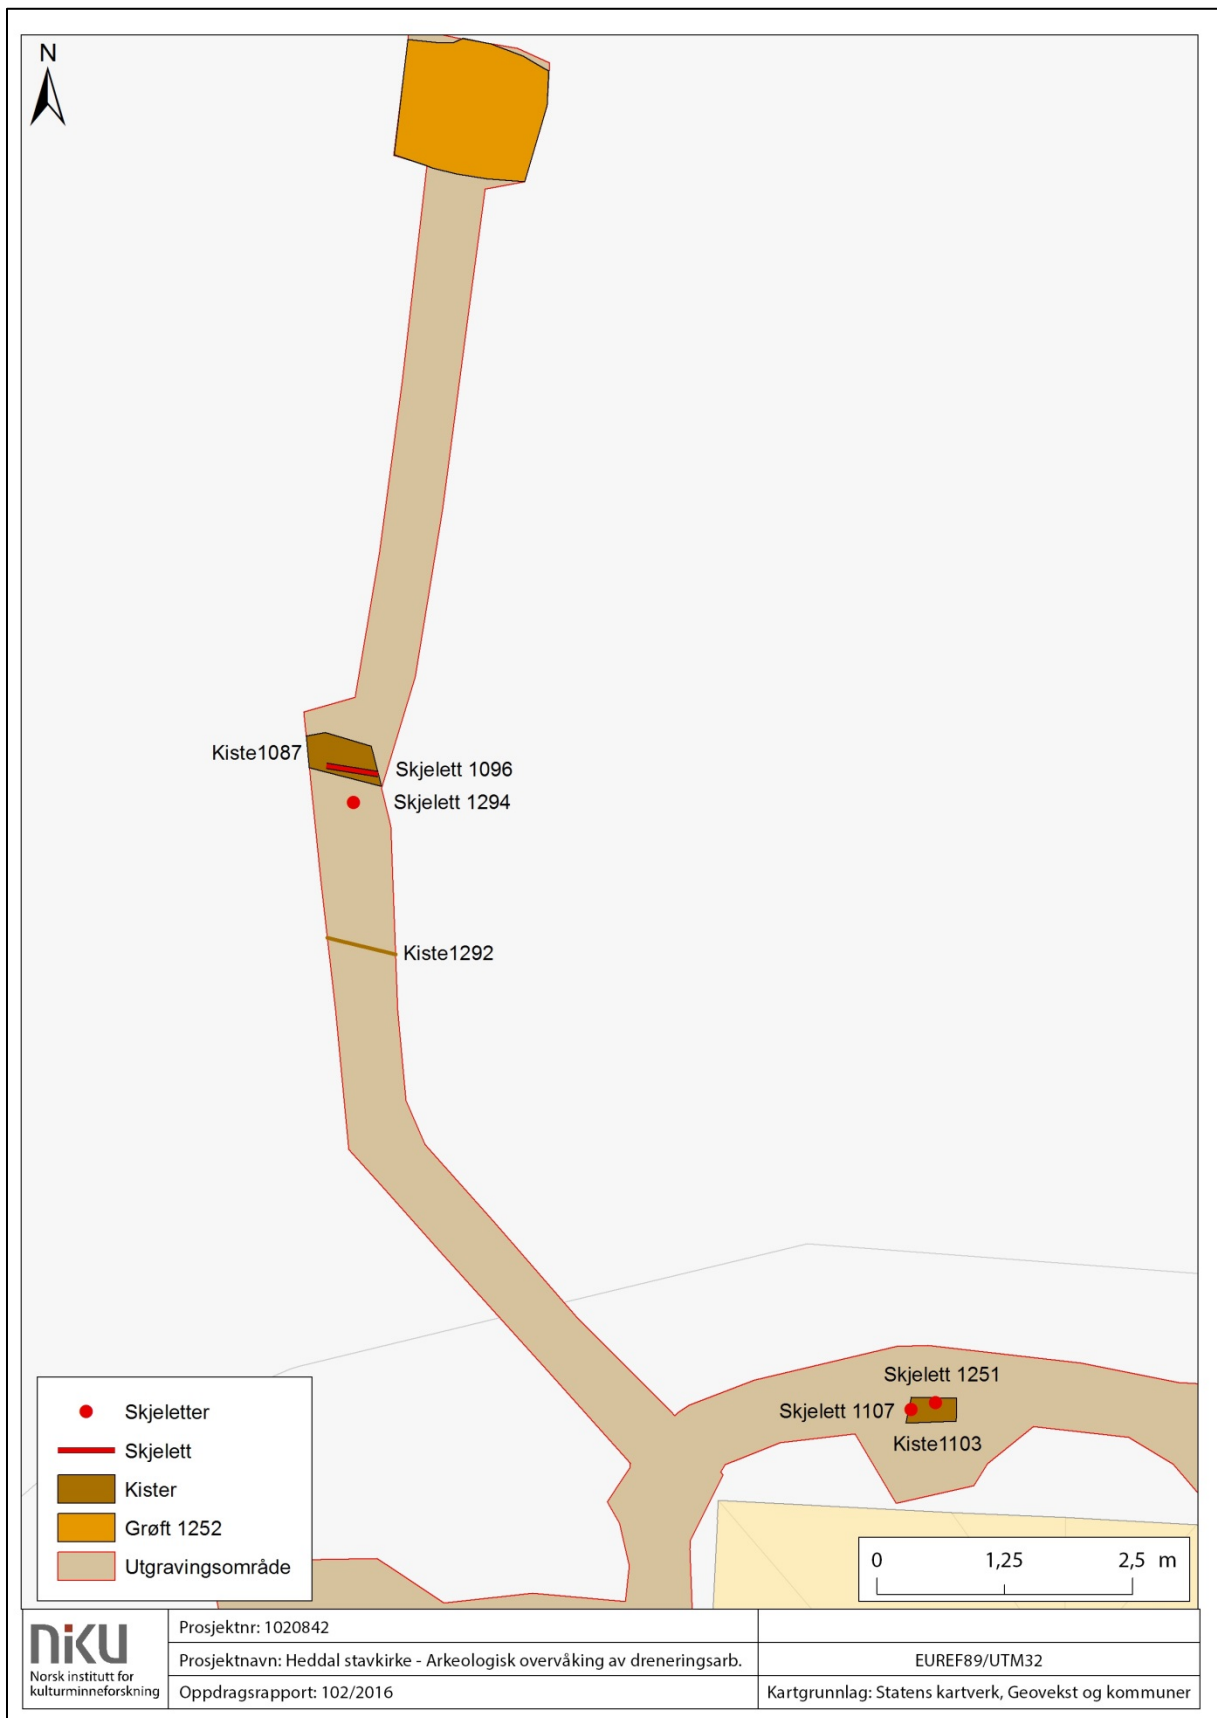 N
Kiste1087
Skjelett 1096
Skjelett 1294
Kiste1292
Skjelett 1251
Skjelett 1107
Kiste1103
Skjeletter
Skjelett
Kister
Grøft 1252
Utgravingsområde
0 1,25 2,5 m
niku
Norsk institutt for
kulturminneforskning
Prosjektnr: 1020842
Prosjektnavn: Heddal stavkirke - Arkeologisk overvåking av dreneringsarb.
EUREF89/UTM32
Oppdragsrapport: 102/2016
Kartgrunnlag: Statens kartverk, Geovekst og kommuner